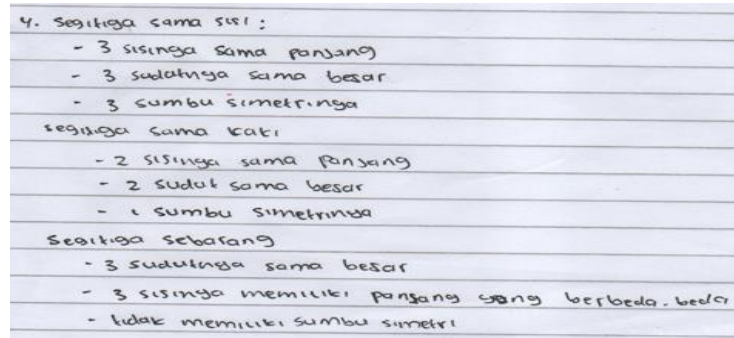 4. Segitiga sama sisi :
- 3 sisinya sama panjang
- 3 sudutnya sama besar
- 3 sumbu simetrinya
segitiga sama kaki
- 2 sisinya sama panjang
- 2 sudut sama besar
- 1 sumbu simetrinya
Segitiga sebarang
- 3 sudutnya sama besar
- 3 sisinya memiliki panjang yang berbeda-beda
- tidak memiliki sumbu simetri